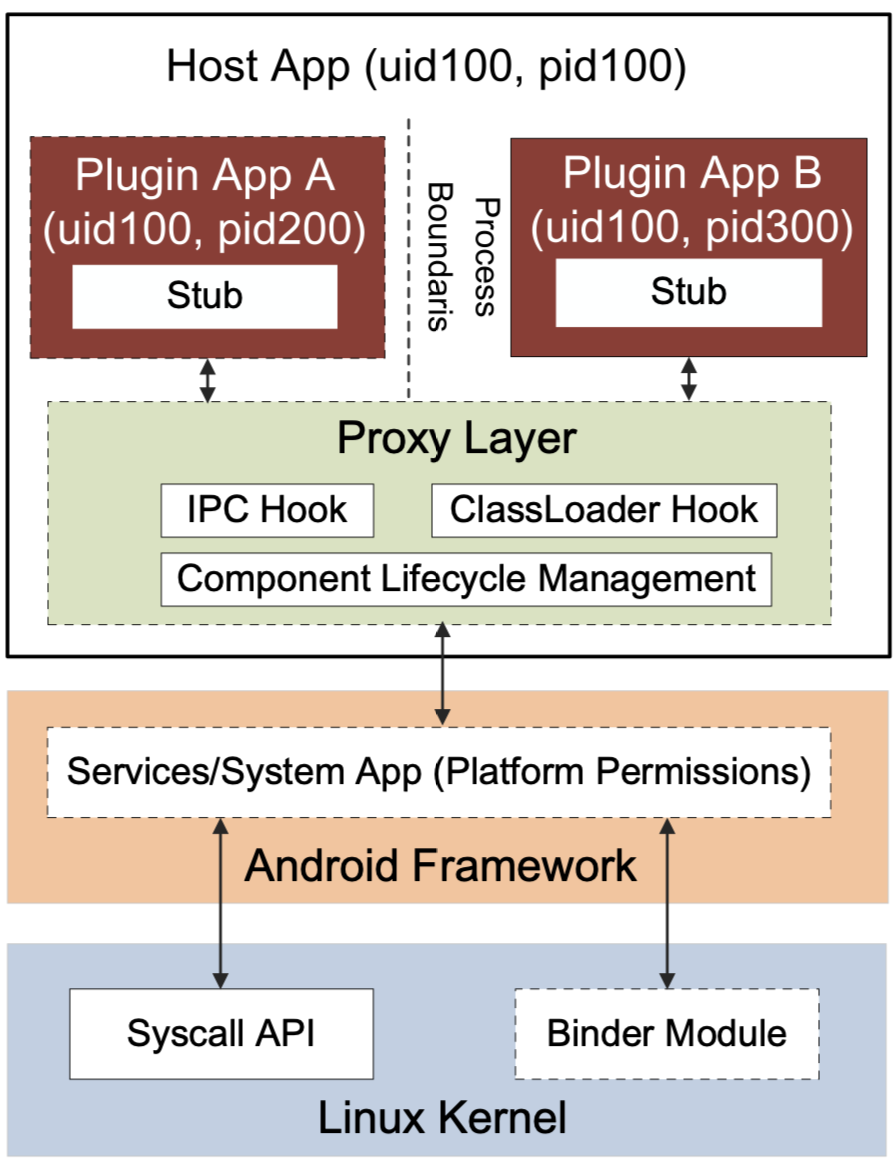 Host App (uid100, pid100)
Plugin App A
(uid100, pid200)
Stub
Process
Boundaris
Plugin App B
(uid100, pid300)
Stub
Proxy Layer
IPC Hook
ClassLoader Hook
Component Lifecycle Management
Services/System App (Platform Permissions)
Android Framework
Syscall API
Binder Module
Linux Kernel